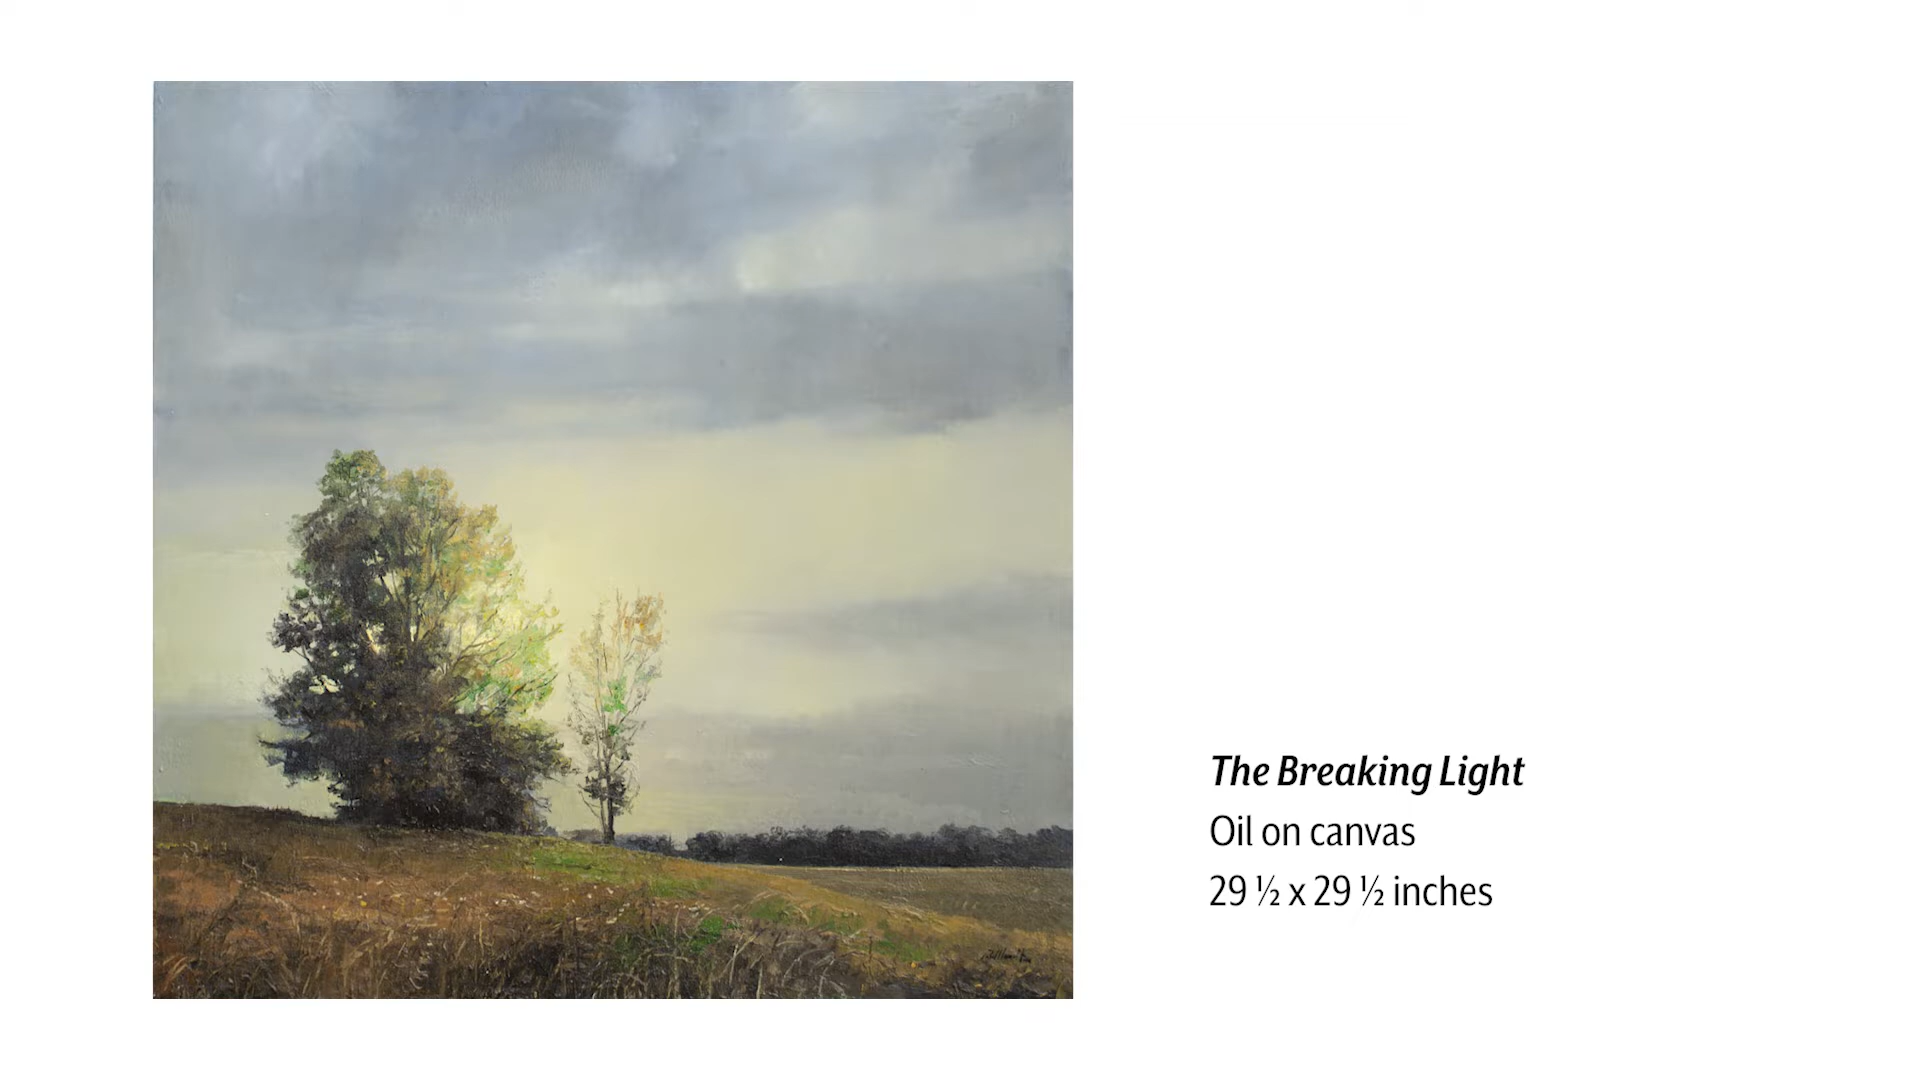 The Breaking Light
Oil on canvas
29 ½ x 29 ½ inches